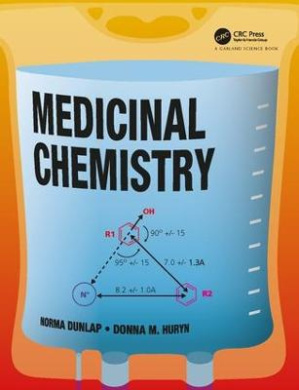 CRC
CRC Press
Taylor & Francis Group
A GARLAND SCIENCE BOOK
MEDICINAL
CHEMISTRY
OH
R1
90° +/- 15
95° +/- 15
7.0 +/- 1.3A
N⁺
8.2 +/- 1.0A
R2
NORMA DUNLAP • DONNA M. HURYN